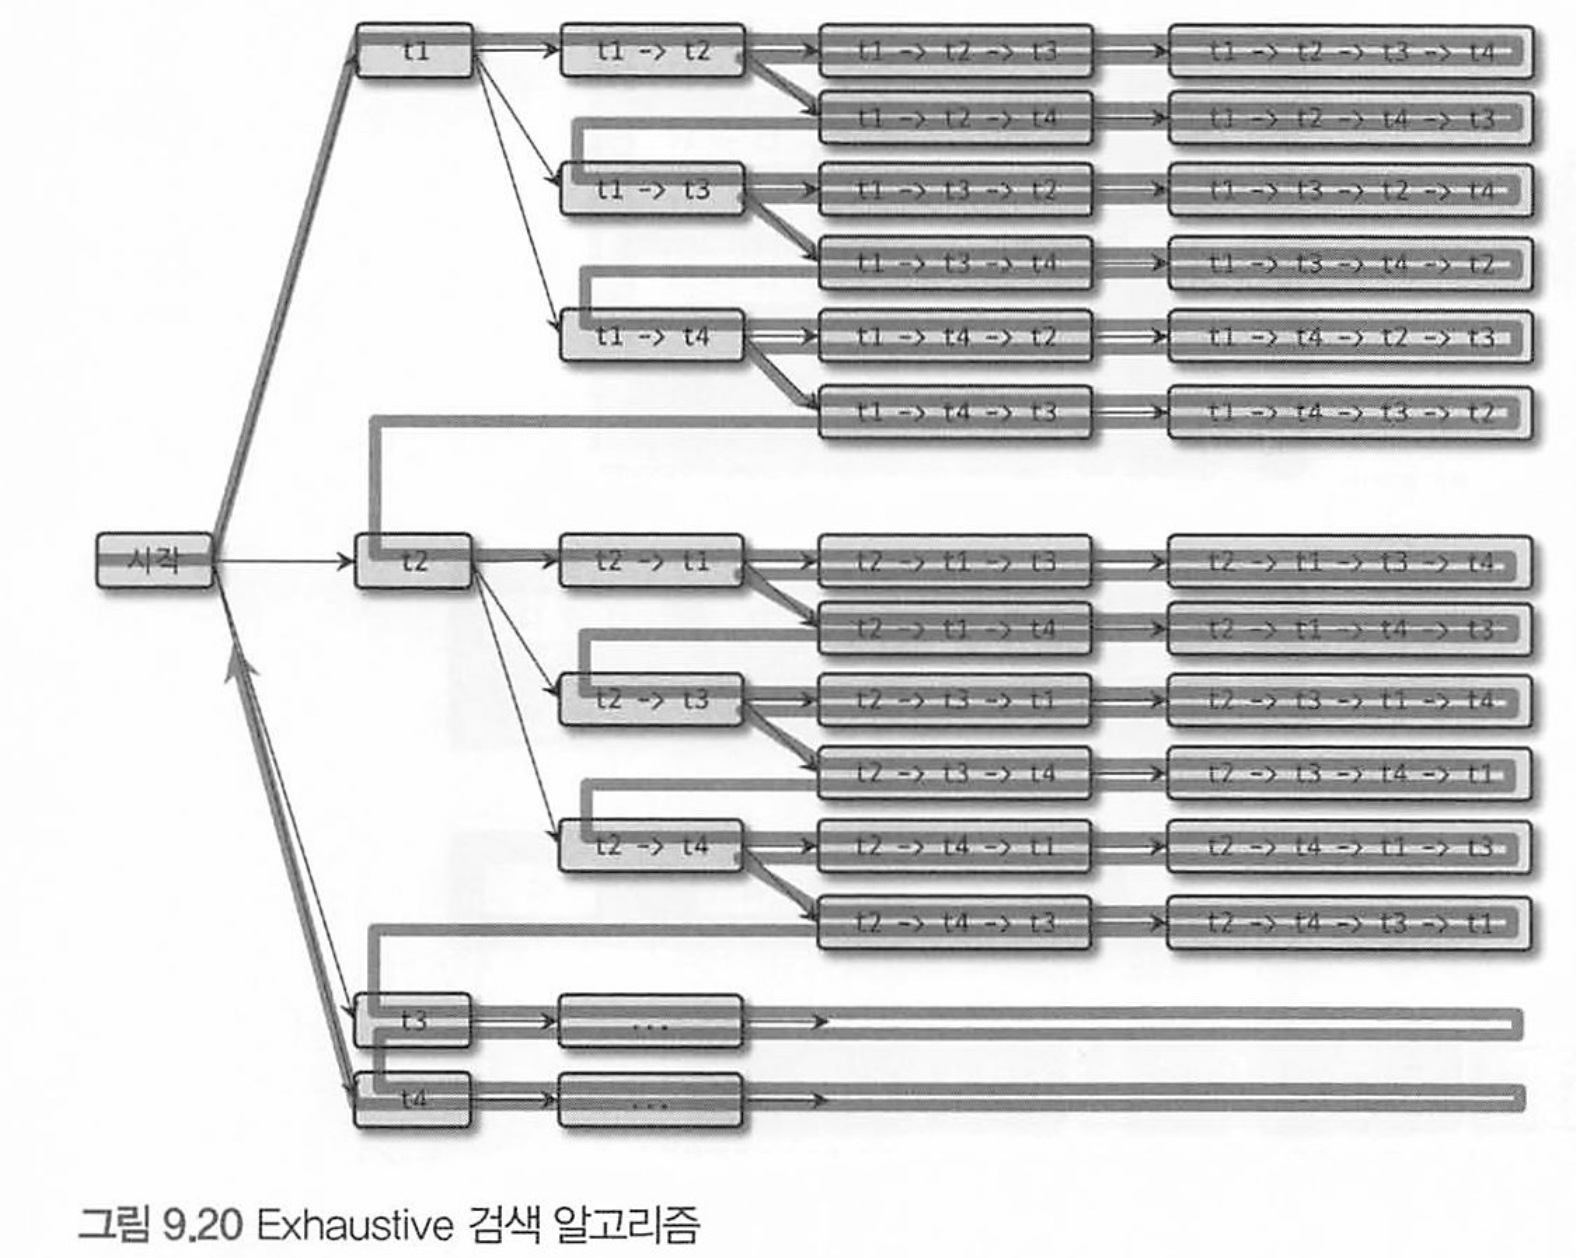 t1
t1 -> t2
t1 -> t2 -> t3
t1 -> t2 -> t3 -> t4
t1 -> t2 -> t4
t1 -> t2 -> t4 -> t3
t1 -> t3
t1 -> t3 -> t2
t1 -> t3 -> t2 -> t4
t1 -> t3 -> t4
t1 -> t3 -> t4 -> t2
t1 -> t4
t1 -> t4 -> t2
t1 -> t4 -> t2 -> t3
t1 -> t4 -> t3
t1 -> t4 -> t3 -> t2
시작
t2
t2 -> t1
t2 -> t1 -> t3
t2 -> t1 -> t3 -> t4
t2 -> t1 -> t4
t2 -> t1 -> t4 -> t3
t2 -> t3
t2 -> t3 -> t1
t2 -> t3 -> t1 -> t4
t2 -> t3 -> t4
t2 -> t3 -> t4 -> t1
t2 -> t4
t2 -> t4 -> t1
t2 -> t4 -> t1 -> t3
t2 -> t4 -> t3
t2 -> t4 -> t3 -> t1
t3
...
t4
...
그림 9.20 Exhaustive 검색 알고리즘